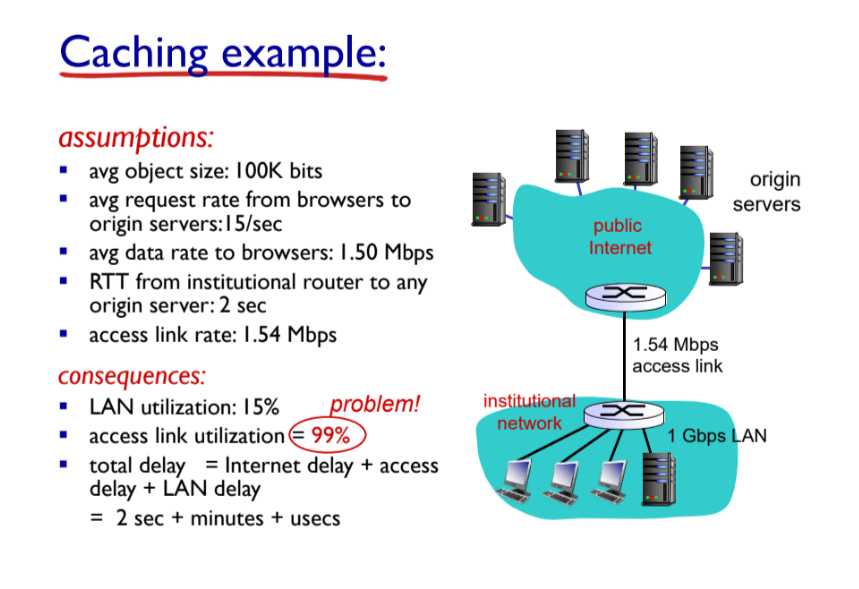 Caching example:
assumptions:
avg object size: 100K bits
avg request rate from browsers to
origin servers:15/sec
avg data rate to browsers: 1.50 Mbps
RTT from institutional router to any
origin server: 2 sec
access link rate: 1.54 Mbps
consequences:
LAN utilization: 15%
problem!
access link utilization = 99%
total delay = Internet delay + access
delay + LAN delay
= 2 sec + minutes + usecs
origin
servers
public
Internet
1.54 Mbps
access link
institutional
network
1 Gbps LAN